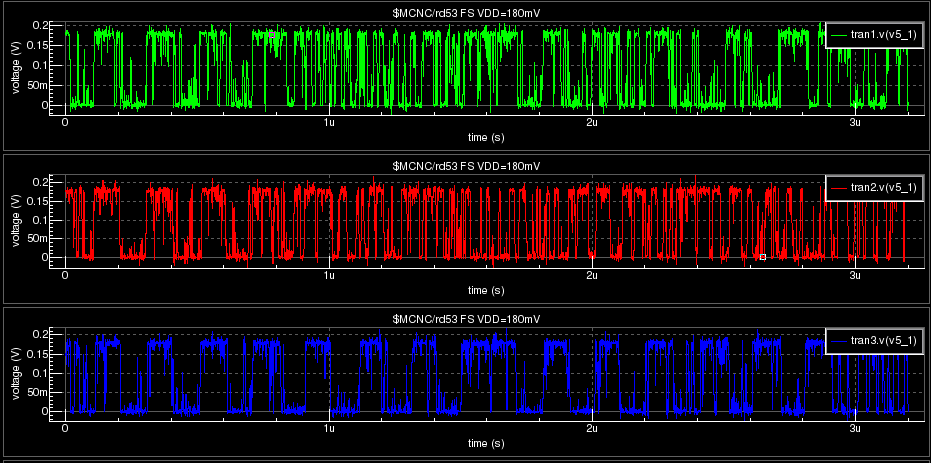 $MCNC/rd53 FS VDD=180mV
0.2
0.15
0.1
50m
0
voltage (V)
tran1.v(v5_1)
0 1u 2u 3u
time (s)
$MCNC/rd53 FS VDD=180mV
0.2
0.15
0.1
50m
0
voltage (V)
tran2.v(v5_1)
0 1u 2u 3u
time (s)
$MCNC/rd53 FS VDD=180mV
0.2
0.15
0.1
50m
0
voltage (V)
tran3.v(v5_1)
0 1u 2u 3u
time (s)